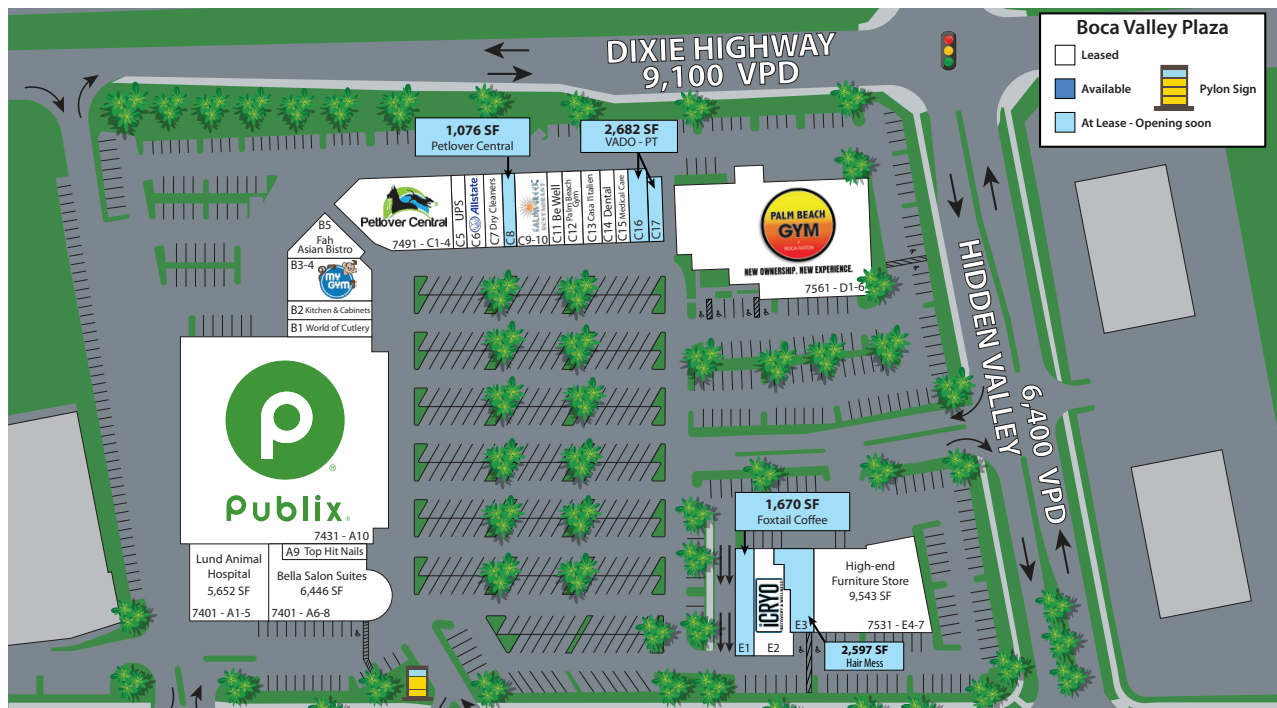 DIXIE HIGHWAY
9,100 VPD
Boca Valley Plaza
Leased
Available
Pylon Sign
At Lease - Opening soon
1,076 SF
Petlover Central
2,682 SF
VADO - PT
Petlover Central
7491 - C1-4
C5 UPS
C6 Allstate
C7 Dry Cleaners
C8
C9-10
RESTAURANT
C11 Be Well
C12 Palm Beach
Gym
C13 Casa l'italien
C14 Dental
C15 Medical Care
C16
C17
PALM BEACH
GYM
BOCA RATON
NEW OWNERSHIP. NEW EXPERIENCE.
7561 - D1-6
B5
Fah
Asian Bistro
B3-4
MY
GYM
B2 Kitchen & Cabinets
B1 World of Cutlery
HIDDEN VALLEY
6,400 VPD
p
Publix
7431 - A10
A9 Top Hit Nails
Lund Animal
Hospital
5,652 SF
7401 - A1-5
Bella Salon Suites
6,446 SF
7401 - A6-8
1,670 SF
Foxtail Coffee
iCRYO
RECOVERY & WELLNESS
E1
E2
E3
High-end
Furniture Store
9,543 SF
7531 - E4-7
2,597 SF
Hair Mess